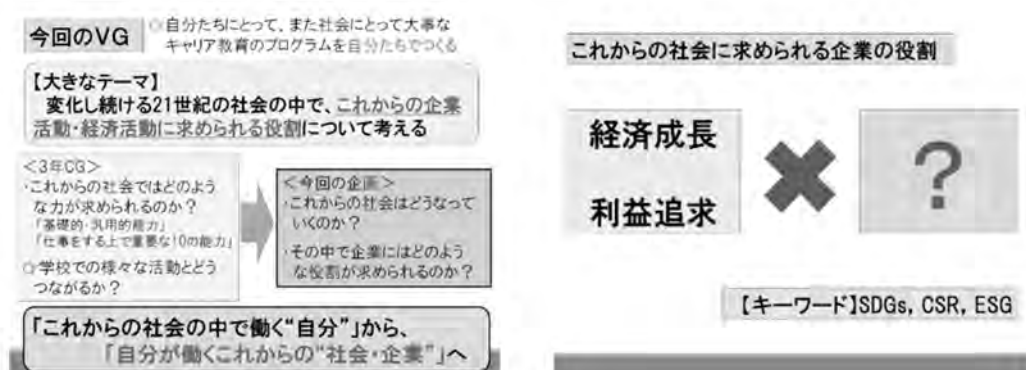 今回のVG
○自分たちにとって、また社会にとって大事な
キャリア教育のプログラムを自分たちでつくる
【大きなテーマ】
変化し続ける21世紀の社会の中で、これからの企業
活動・経済活動に求められる役割について考える
＜3年CG＞
・これからの社会ではどのよう
な力が求められるのか？
「基礎的・汎用的能力」
「仕事をする上で重要な10の能力」
○学校での様々な活動とどう
つながるか？
＜今回の企画＞
・これからの社会はどうなって
いくのか？
・その中で企業にはどのよう
な役割が求められるのか？
「これからの社会の中で働く“自分”」から、
「自分が働くこれからの“社会・企業”」へ
これからの社会に求められる企業の役割
経済成長
利益追求
?
【キーワード】SDGs, CSR, ESG